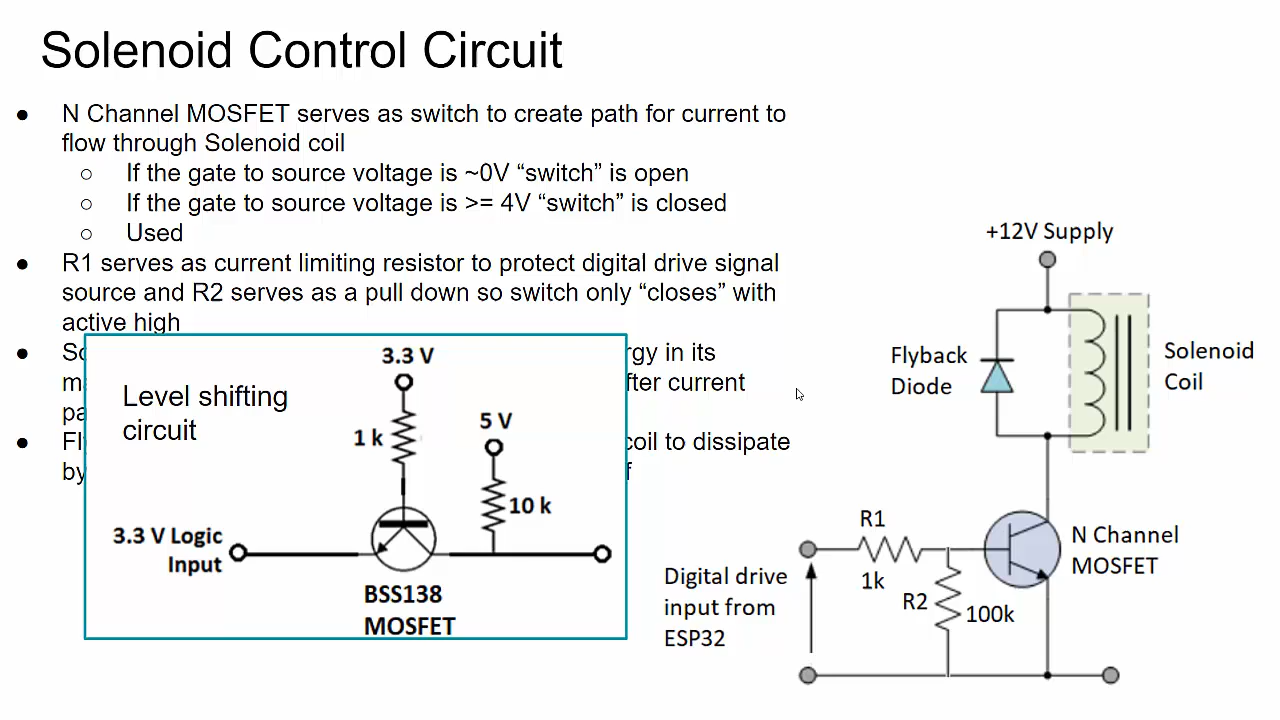 Solenoid Control Circuit
● N Channel MOSFET serves as switch to create path for current to
flow through Solenoid coil
○ If the gate to source voltage is ~0V “switch” is open
○ If the gate to source voltage is >= 4V “switch” is closed
○ Used
● R1 serves as current limiting resistor to protect digital drive signal
source and R2 serves as a pull down so switch only “closes” with
active high
in its
current
coil to dissipate
by
Level shifting
circuit
3.3 V
1 k
5 V
10 k
3.3 V Logic
Input
BSS138
MOSFET
+12V Supply
Flyback
Diode
Solenoid
Coil
R1
1k
R2
100k
N Channel
MOSFET
Digital drive
input from
ESP32